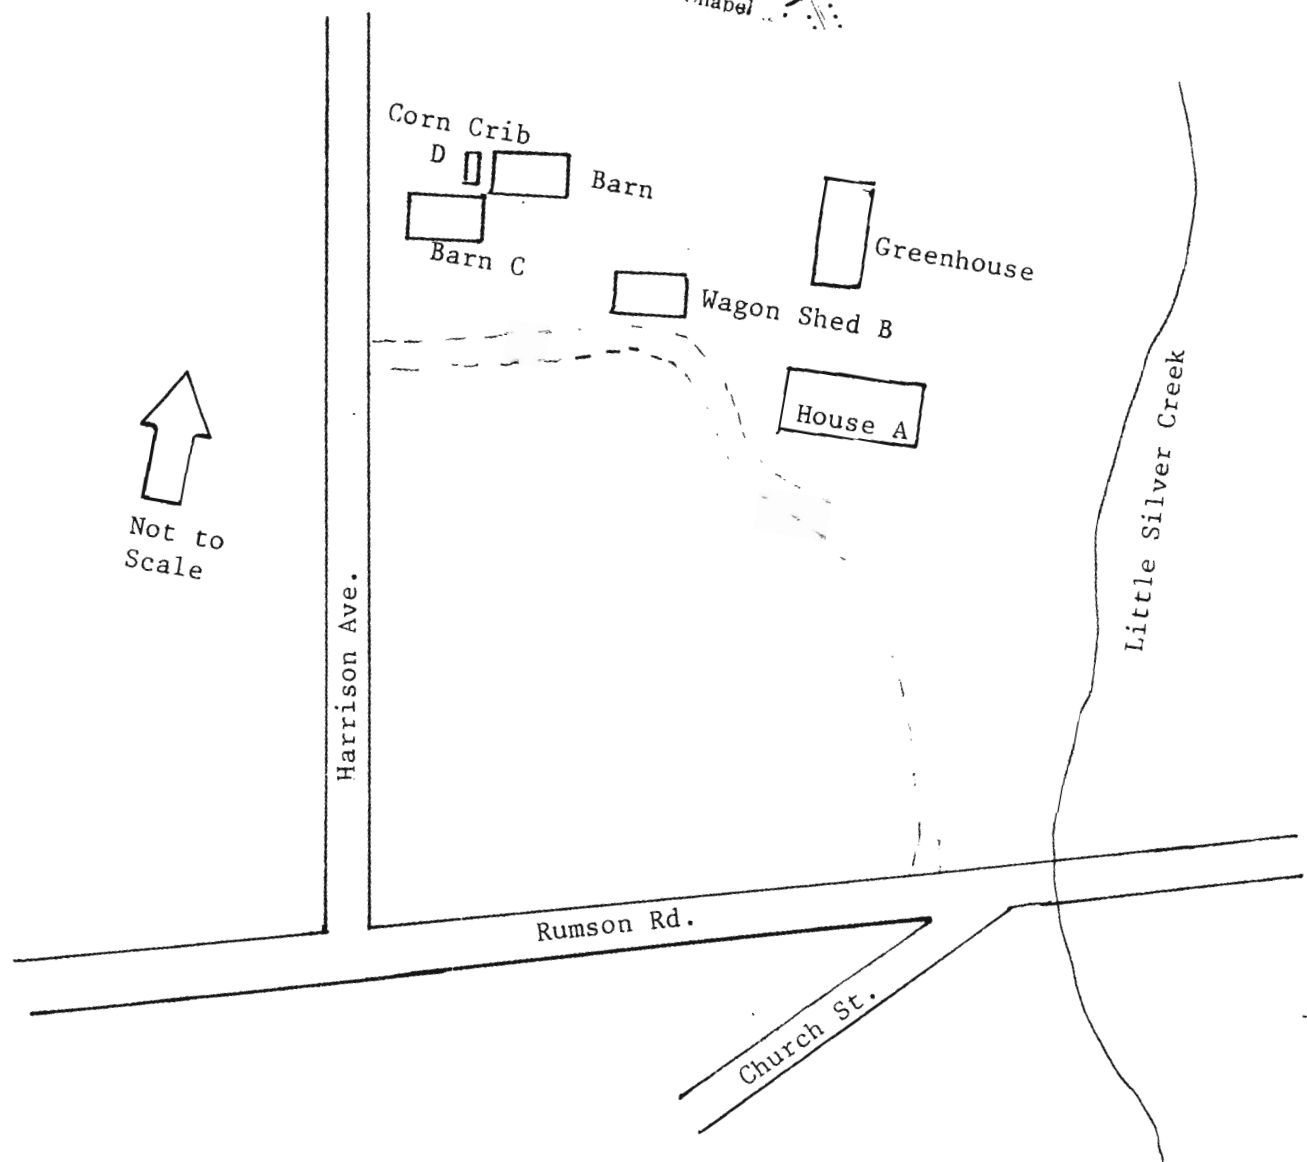 Corn Crib
D
Barn
Barn C
Greenhouse
Wagon Shed B
House A
Not to
Scale
Harrison Ave.
Little Silver Creek
Rumson Rd.
Church St.